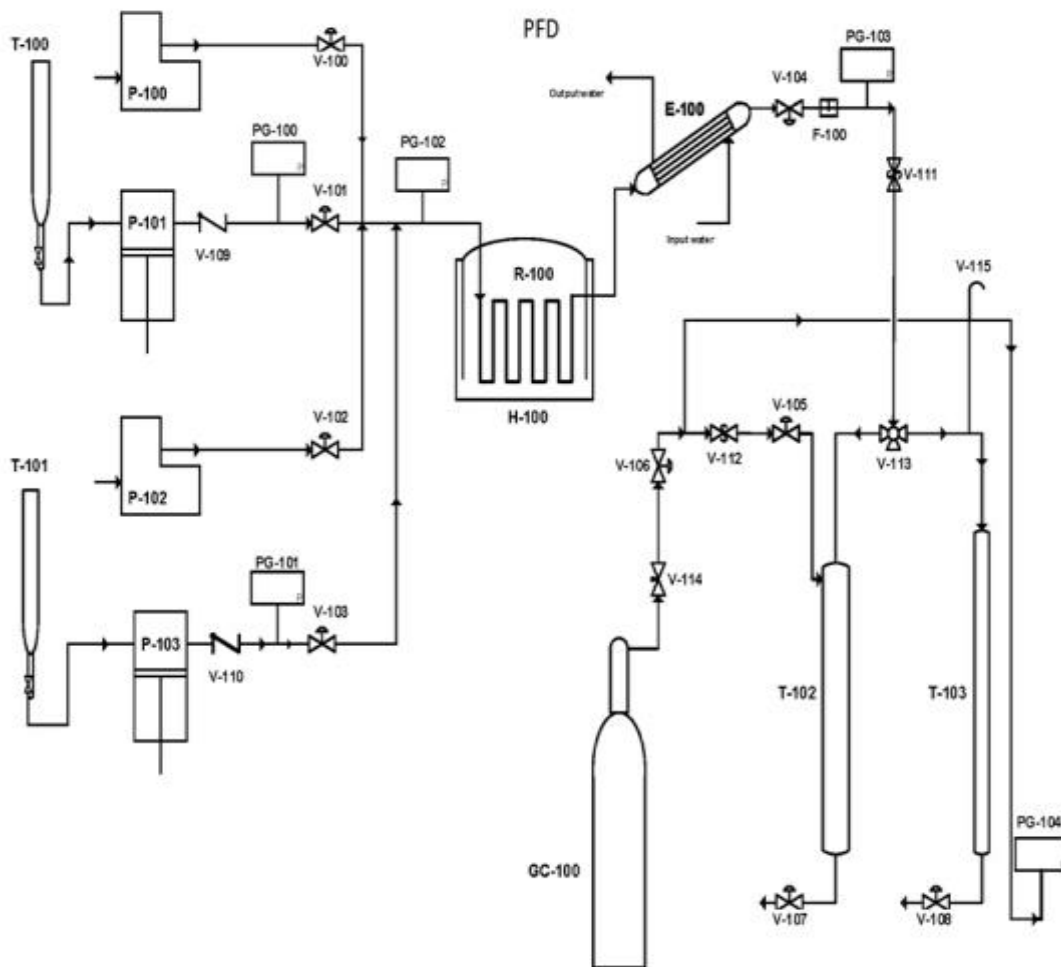 PFD
T-100
P-100
V-100
PG-100
PG-102
V-101
P-101
V-109
Output water
E-100
V-104
PG-103
F-100
V-111
Input water
R-100
H-100
V-115
V-102
P-102
T-101
V-105
V-106
V-112
V-113
PG-101
V-103
V-114
P-103
V-110
T-102
T-103
GC-100
PG-104
V-107
V-108